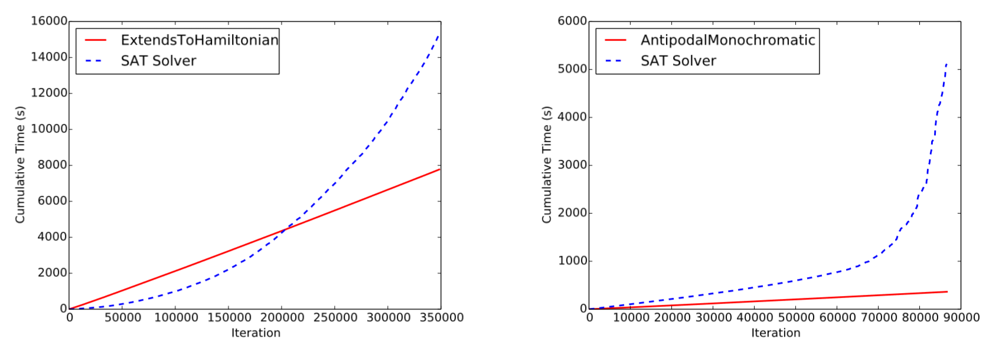 16000
14000
12000
10000
8000
6000
4000
2000
0
Cumulative Time (s)
ExtendsToHamiltonian
SAT Solver
0 50000 100000 150000 200000 250000 300000 350000
Iteration
6000
5000
4000
3000
2000
1000
0
Cumulative Time (s)
AntipodalMonochromatic
SAT Solver
0 10000 20000 30000 40000 50000 60000 70000 80000 90000
Iteration